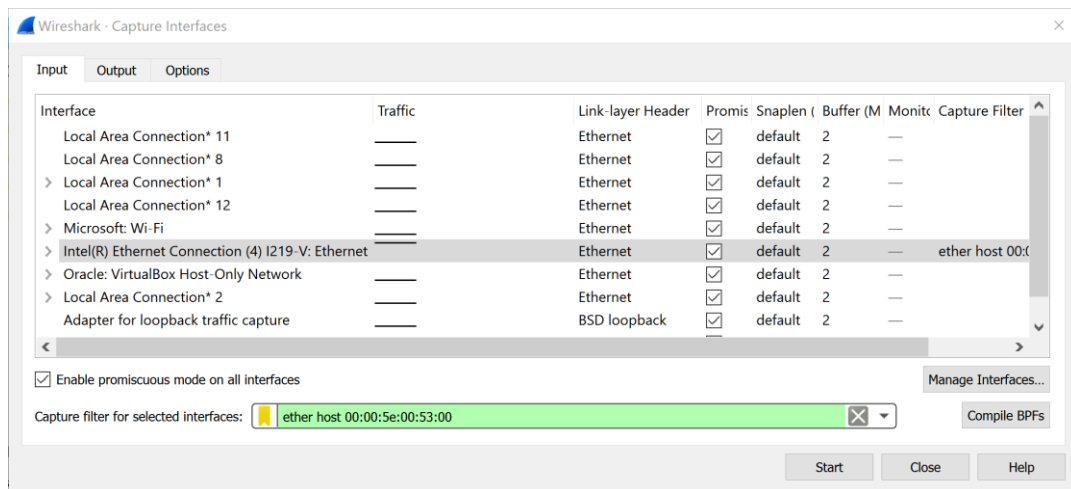 Wireshark · Capture Interfaces
Input Output Options
Interface Traffic Link-layer Header Promis Snaplen ( Buffer (M Monitc Capture Filter
Local Area Connection* 11 Ethernet default 2 —
Local Area Connection* 8 Ethernet default 2 —
Local Area Connection* 1 Ethernet default 2 —
Local Area Connection* 12 Ethernet default 2 —
Microsoft: Wi-Fi Ethernet default 2 —
Intel(R) Ethernet Connection (4) I219-V: Ethernet Ethernet default 2 — ether host 00:0
Oracle: VirtualBox Host-Only Network Ethernet default 2 —
Local Area Connection* 2 Ethernet default 2 —
Adapter for loopback traffic capture BSD loopback default 2 —
Enable promiscuous mode on all interfaces Manage Interfaces...
Capture filter for selected interfaces: ether host 00:00:5e:00:53:00 Compile BPFs
Start Close Help